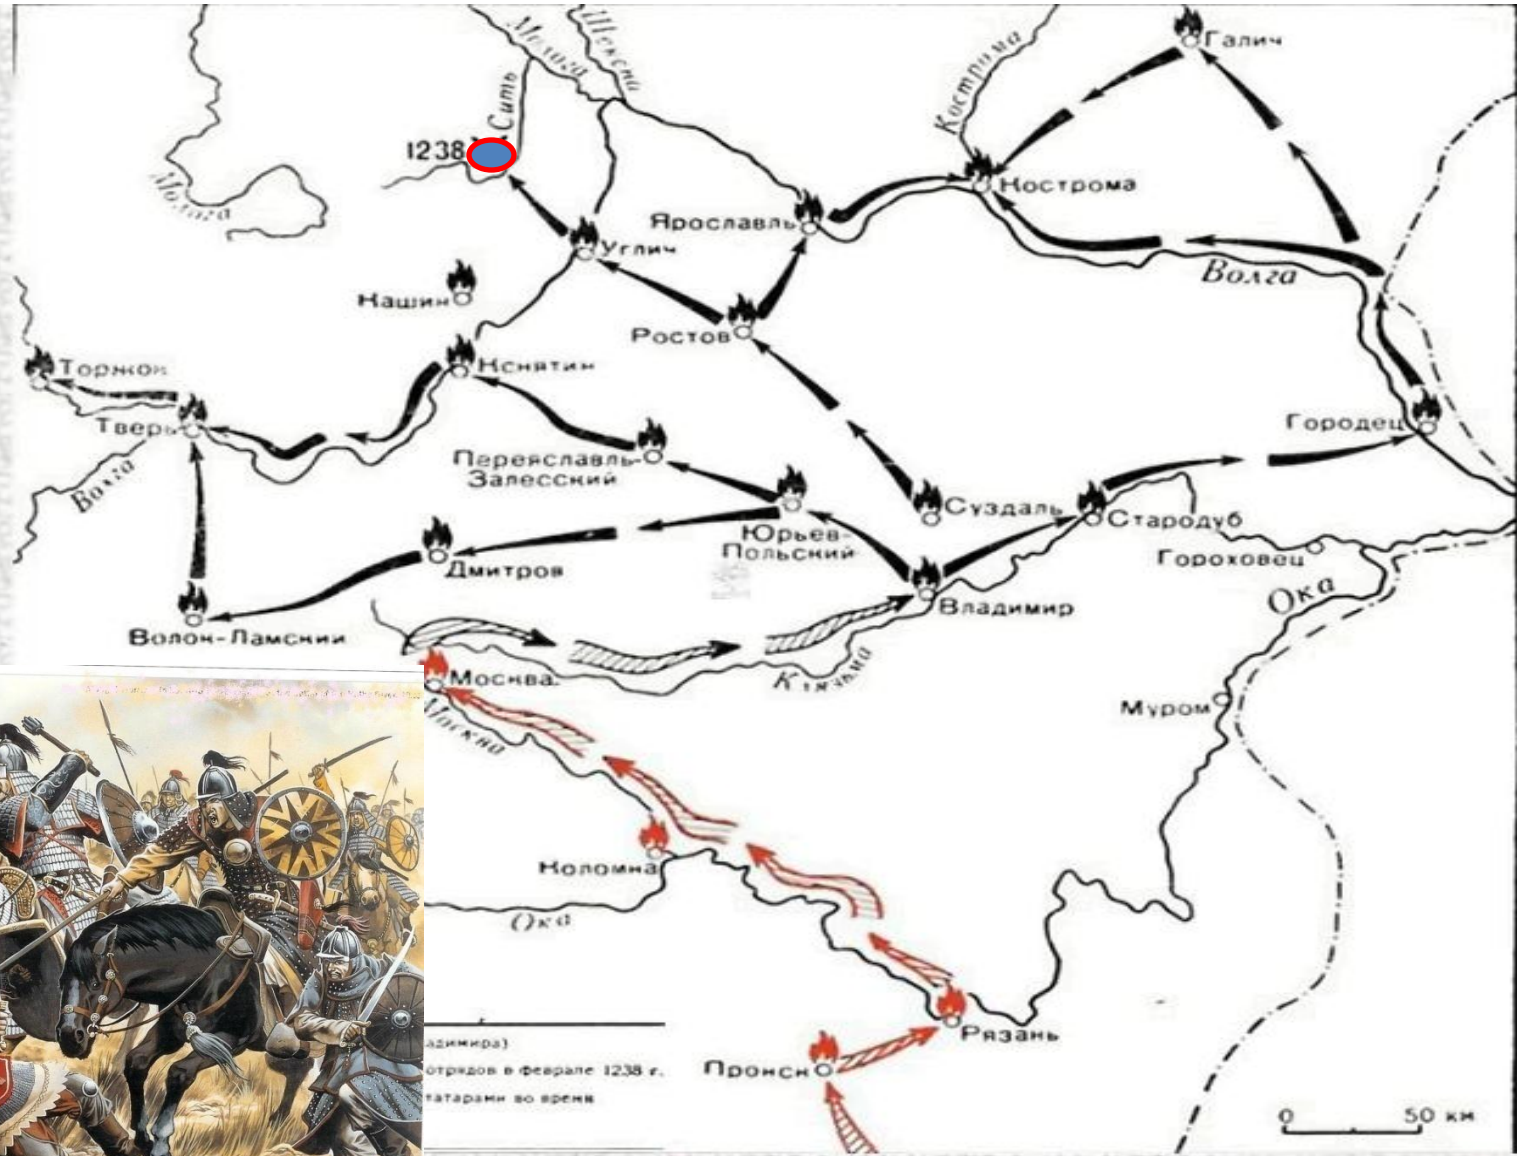 Молога
Шексна
Кострома
Галич
Сить
1238
Молога
Кострома
Ярославль
Углич
Волга
Кашин
Ростов
Торжок
Кснятин
Городец
Тверь
Переяславль-
Залесский
Волга
Суздаль
Стародуб
Юрьев-
Польский
Гороховец
Дмитров
Ока
Владимир
Волок-Ламский
Клязьма
Москва
Муром
Москва
Коломна
Ока
Рязань
адимира)
отрядов в феврале 1238 г.
Пронск
татарами во время
0 50 км